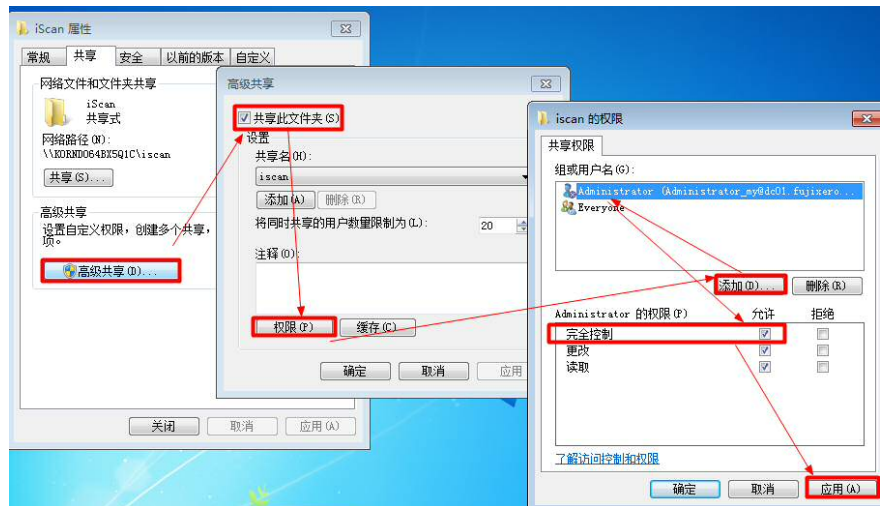 iScan 属性
常规 共享 安全 以前的版本 自定义
网络文件和文件夹共享
iScan
共享式
网络路径(N):
\\KORND064BX5Q1C\iscan
共享(S)...
高级共享
设置自定义权限，创建多个共享，
项。
高级共享(D)...
关闭 取消 应用(A)
高级共享
共享此文件夹(S)
设置
共享名(H):
iscan
添加(A) 删除(R)
将同时共享的用户数量限制为(L): 20
注释(O):
权限(P) 缓存(C)
确定 取消 应用
iscan 的权限
共享权限
组或用户名(G):
Administrator (Administrator_my@dc01.fujixero...
Everyone
添加(D)... 删除(R)
Administrator 的权限(P) 允许 拒绝
完全控制
更改
读取
了解访问控制和权限
确定 取消 应用(A)